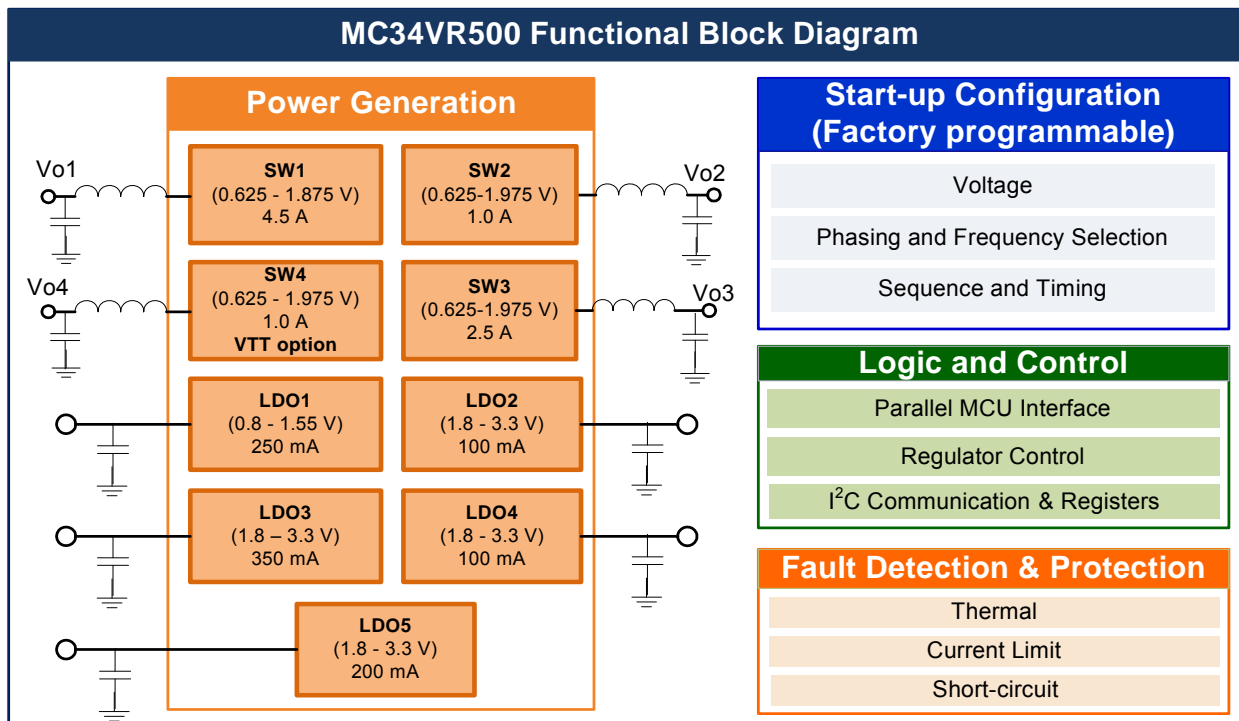 MC34VR500 Functional Block Diagram
Power Generation
Vo1
SW1
(0.625 - 1.875 V)
4.5 A
SW2
(0.625-1.975 V)
1.0 A
Vo2
Vo4
SW4
(0.625 - 1.975 V)
1.0 A
VTT option
SW3
(0.625-1.975 V)
2.5 A
Vo3
LDO1
(0.8 - 1.55 V)
250 mA
LDO2
(1.8 - 3.3 V)
100 mA
LDO3
(1.8 – 3.3 V)
350 mA
LDO4
(1.8 - 3.3 V)
100 mA
LDO5
(1.8 - 3.3 V)
200 mA
Start-up Configuration
(Factory programmable)
Voltage
Phasing and Frequency Selection
Sequence and Timing
Logic and Control
Parallel MCU Interface
Regulator Control
I²C Communication & Registers
Fault Detection & Protection
Thermal
Current Limit
Short-circuit